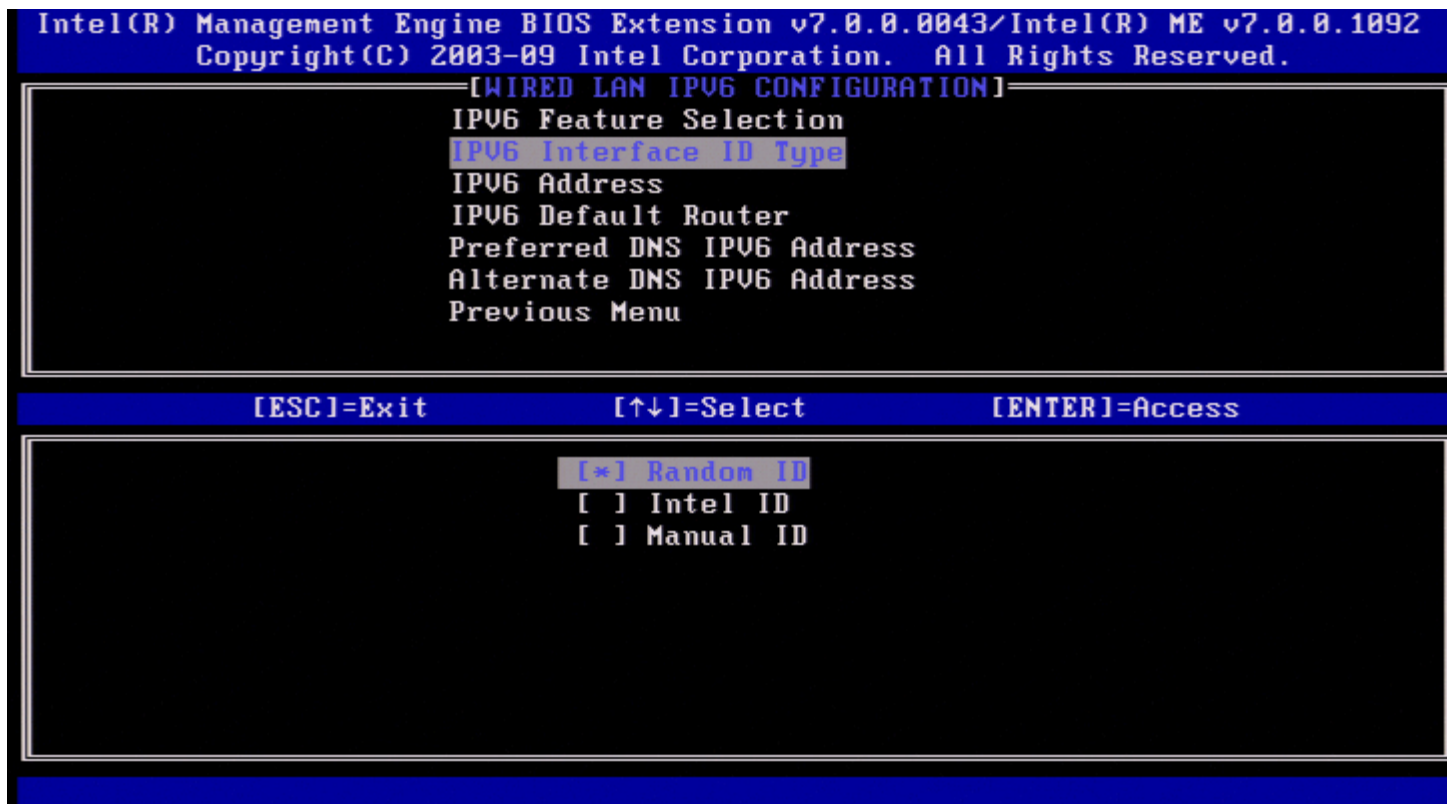 Intel(R) Management Engine BIOS Extension v7.0.0.0043/Intel(R) ME v7.0.0.1092
Copyright(C) 2003-09 Intel Corporation. All Rights Reserved.
[WIRED LAN IPV6 CONFIGURATION]
IPV6 Feature Selection
IPV6 Interface ID Type
IPV6 Address
IPV6 Default Router
Preferred DNS IPV6 Address
Alternate DNS IPV6 Address
Previous Menu
[ESC]=Exit [↑↓]=Select [ENTER]=Access
[*] Random ID
[ ] Intel ID
[ ] Manual ID